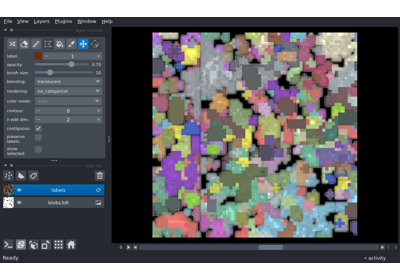 File View Layers Plugins Window Help
label: 1
opacity: 0.70
brush size: 10
blending: translucent
rendering: iso_categorical
color mode:
contour: 0
n edit dim: 2
contiguous:
preserve labels:
show selected:
labels
blobs3dt
0
Ready
activity